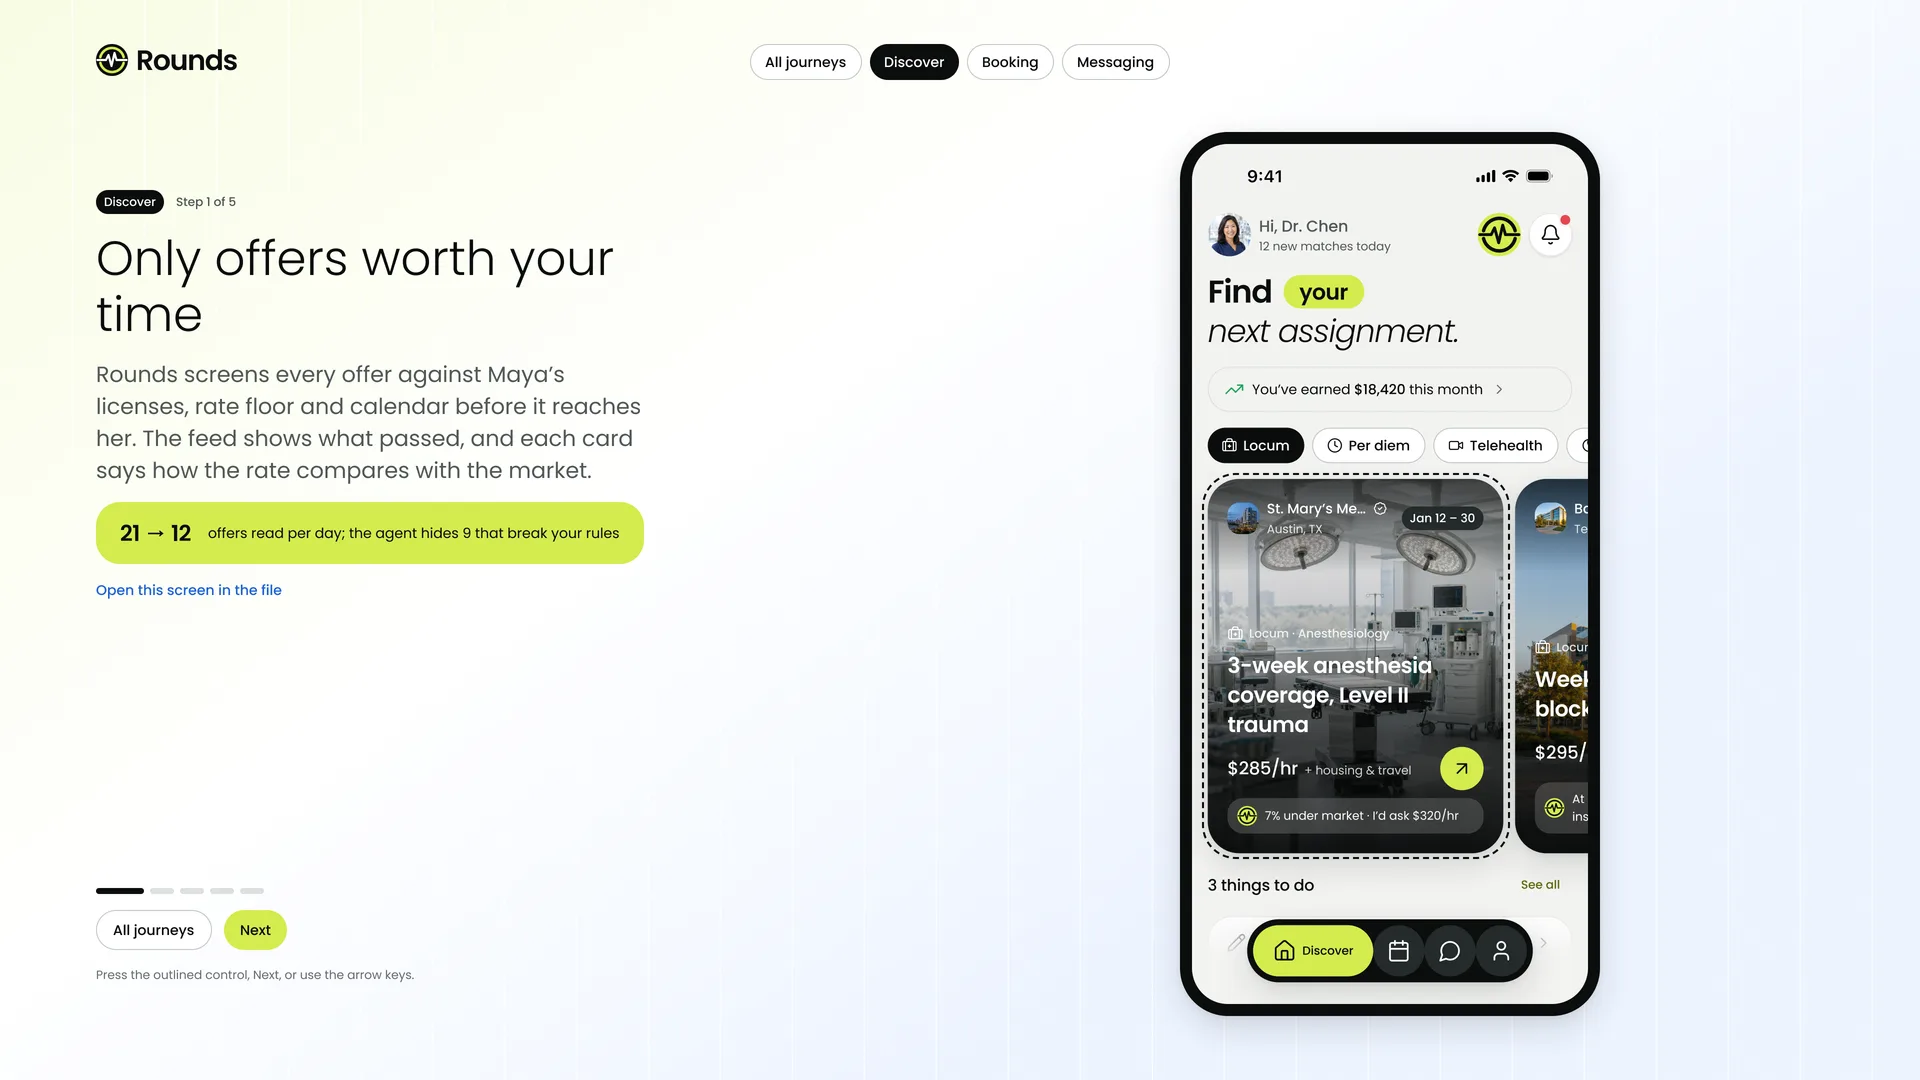 Rounds
All journeys
Discover
Booking
Messaging
Discover
Step 1 of 5
Only offers worth your
time
Rounds screens every offer against Maya’s
licenses, rate floor and calendar before it reaches
her. The feed shows what passed, and each card
says how the rate compares with the market.
21 → 12 offers read per day; the agent hides 9 that break your rules
Open this screen in the file
All journeys
Next
Press the outlined control, Next, or use the arrow keys.
9:41
Hi, Dr. Chen
12 new matches today
Find your
next assignment.
You’ve earned $18,420 this month
Locum
Per diem
Telehealth
St. Mary’s Me...
Austin, TX
Jan 12 – 30
Locum · Anesthesiology
3-week anesthesia
coverage, Level II
trauma
$285/hr + housing & travel
7% under market · I’d ask $320/hr
Te
Week
block
$295/
At
ins
3 things to do
See all
Discover